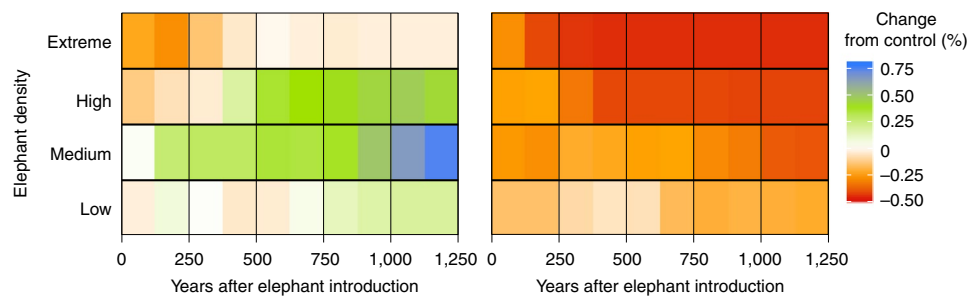 Change
from control (%)
Elephant density
Extreme
High
Medium
Low
0.75
0.50
0.25
0
−0.25
−0.50
0 250 500 750 1,000 1,250
0 250 500 750 1,000 1,250
Years after elephant introduction
Years after elephant introduction